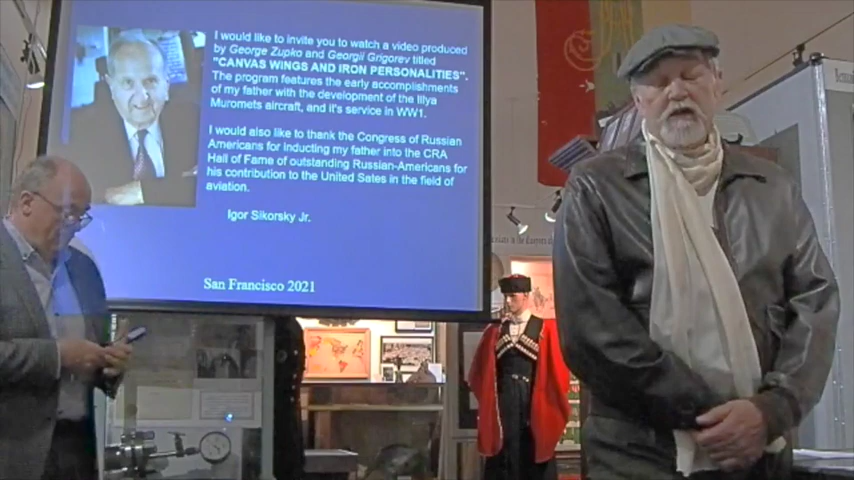 I would like to invite you to watch a video produced
by George Zupko and Georgii Grigorev titled
"CANVAS WINGS AND IRON PERSONALITIES".
The program features the early accomplishments
of my father with the development of the Illya
Muromets aircraft, and it's service in WW1.
I would also like to thank the Congress of Russian
Americans for inducting my father into the CRA
Hall of Fame of outstanding Russian-Americans for
his contribution to the United States in the field of
aviation.
Igor Sikorsky Jr.
San Francisco 2021